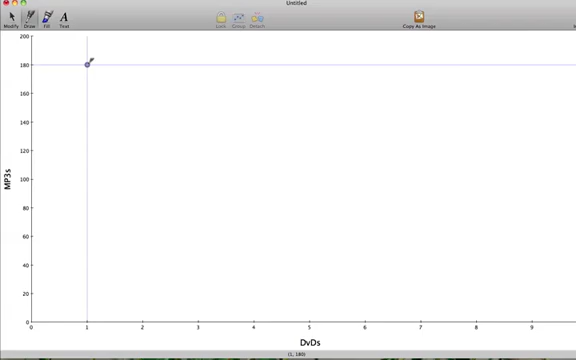 Untitled
Modify Draw Fill Text Lock Group Detach Copy As Image
200
180
160
140
120
100
80
60
40
20
0
MP3s
0 1 2 3 4 5 6 7 8 9
DvDs
(1, 180)